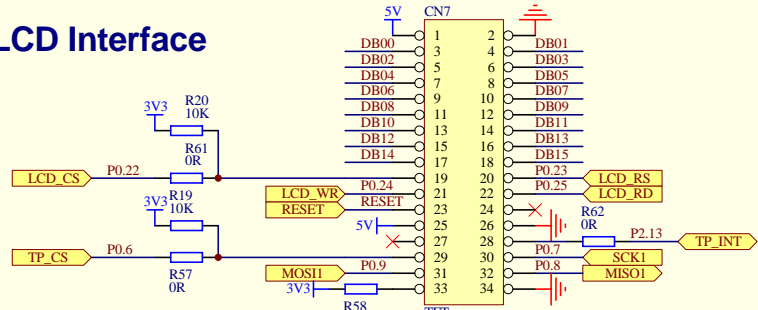 LCD Interface
5V CN7
1 2
DB00 3 4 DB01
DB02 5 6 DB03
DB04 7 8 DB05
DB06 9 10 DB07
DB08 11 12 DB09
DB10 13 14 DB11
DB12 15 16 DB13
DB14 17 18 DB15
3V3 R20
10K
R61
0R
LCD_CS P0.22 19 20 P0.23 LCD_RS
LCD_WR P0.24 21 22 P0.25 LCD_RD
RESET RESET 23 24
3V3 R19
10K
5V 25 26
R62
0R
27 28 P2.13 TP_INT
TP_CS P0.6 29 30 P0.7 SCK1
R57
0R
MOSI1 P0.9 31 32 P0.8 MISO1
3V3 33 34
R58